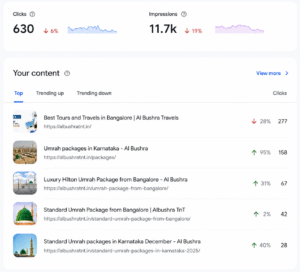 Clicks
Impressions
630 6%
11.7k 19%
Your content
View more
Top Trending up Trending down Clicks
Best Tours and Travels in Bangalore | Al Bushra Travels
https://albushratnt.in/
28% 277
Umrah packages in Karnataka - Al Bushra
https://albushratnt.in/packages/
95% 158
Luxury Hilton Umrah Package from Bangalore - Al Bushra
https://albushratnt.in/umrah-package-from-bangalore/
31% 67
Standard Umrah Package from Bangalore | Albushra TnT
https://albushratnt.in/standard-umrah-package-from-bangalore/
2% 42
Standard Umrah packages in Karnataka December - Al Bushra
https://albushratnt.in/standard-umrah-packages-in-karnataka-2025/
40% 28